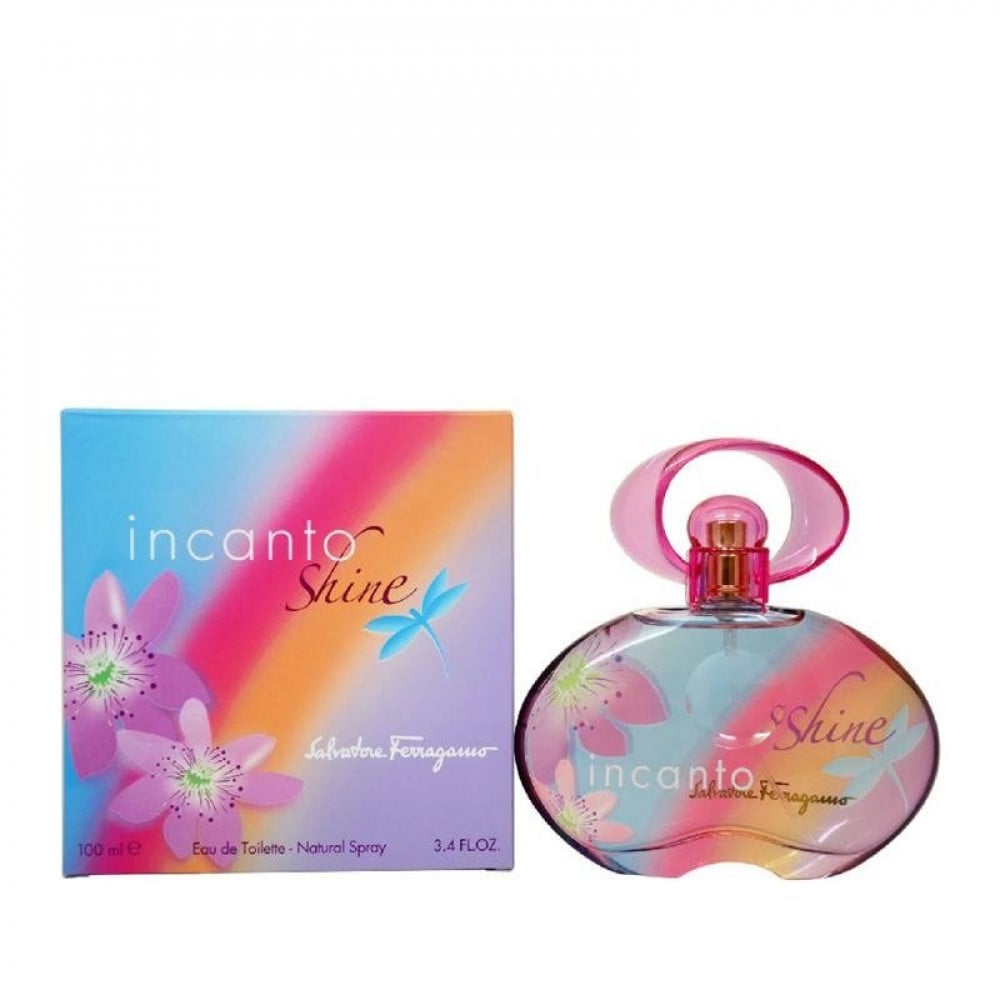 incanto
Shine
Salvatore Ferragamo
100 ml ℮
Eau de Toilette - Natural Spray
3.4 FL.OZ.
Shine
incanto
Salvatore Ferragamo